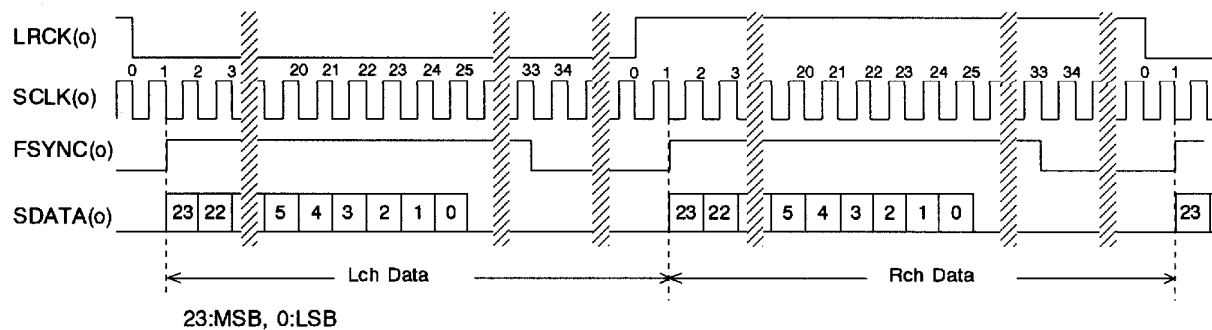 LRCK(o)
0 1 2 3 20 21 22 23 24 25 33 34 0 1 2 3 20 21 22 23 24 25 33 34 0 1
SCLK(o)
FSYNC(o)
SDATA(o) 23 22 5 4 3 2 1 0 23 22 5 4 3 2 1 0 23
Lch Data Rch Data
23:MSB, 0:LSB